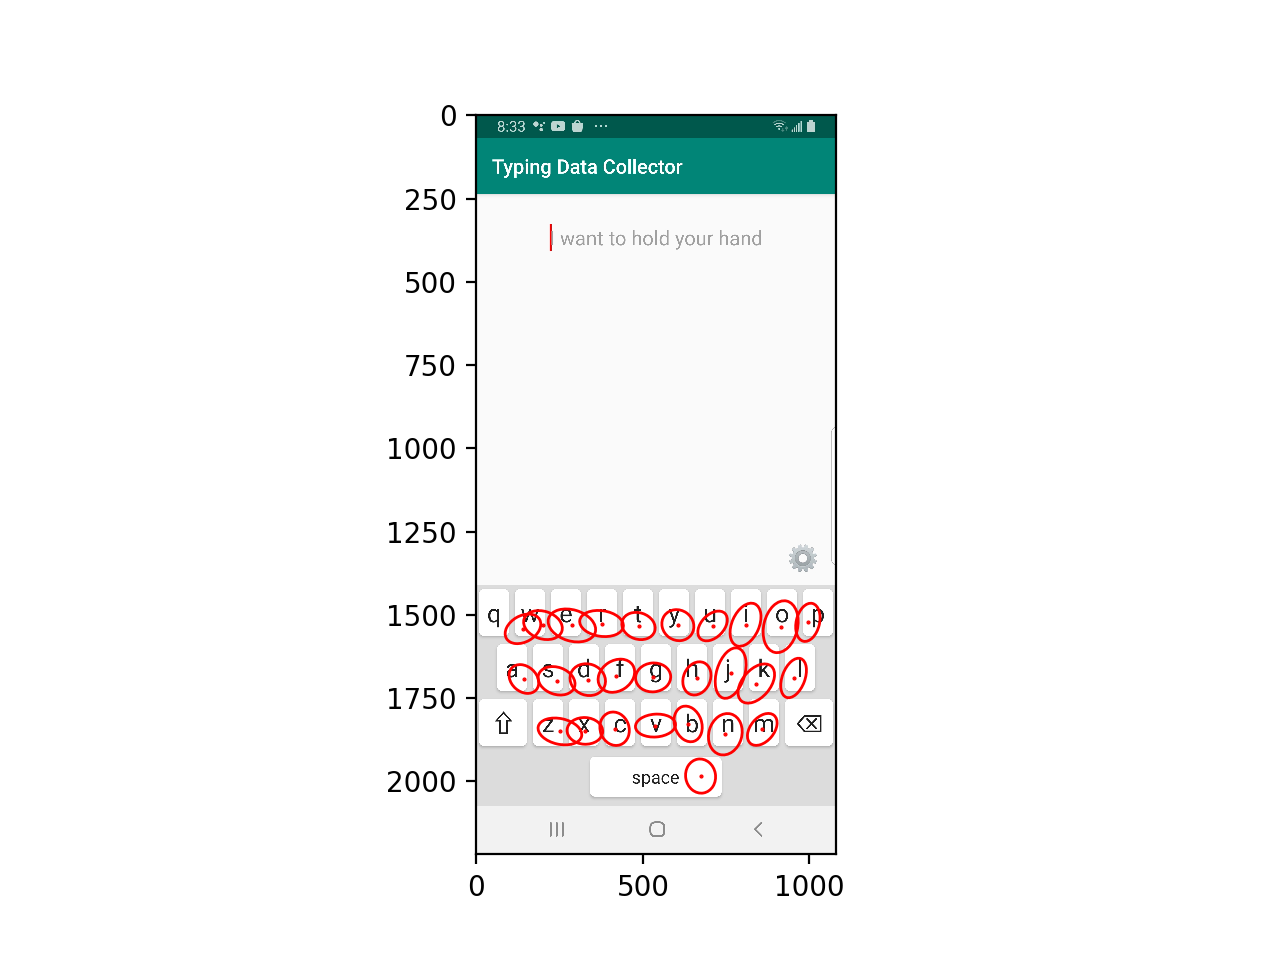 0
250
500
750
1000
1250
1500
1750
2000
8:33
Typing Data Collector
want to hold your hand
q w e r t y u i o p
a s d f g h j k l
z x c v b n m
space
0 500 1000